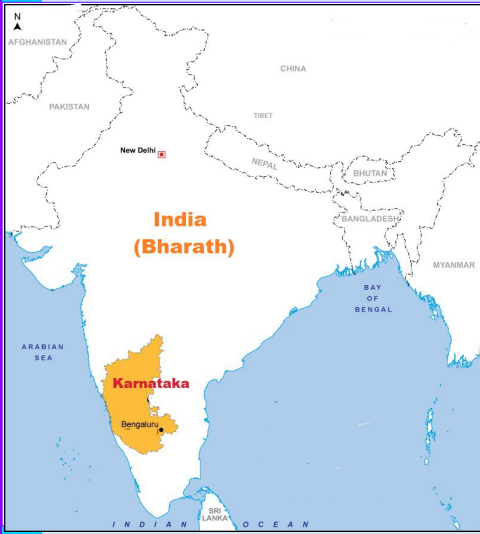 N
AFGHANISTAN
CHINA
PAKISTAN
TIBET
New Delhi
NEPAL
BHUTAN
India
(Bharath)
BANGLADESH
MYANMAR
BAY
OF
BENGAL
ARABIAN
SEA
Karnataka
Bengaluru
SRI
LANKA
INDIAN OCEAN